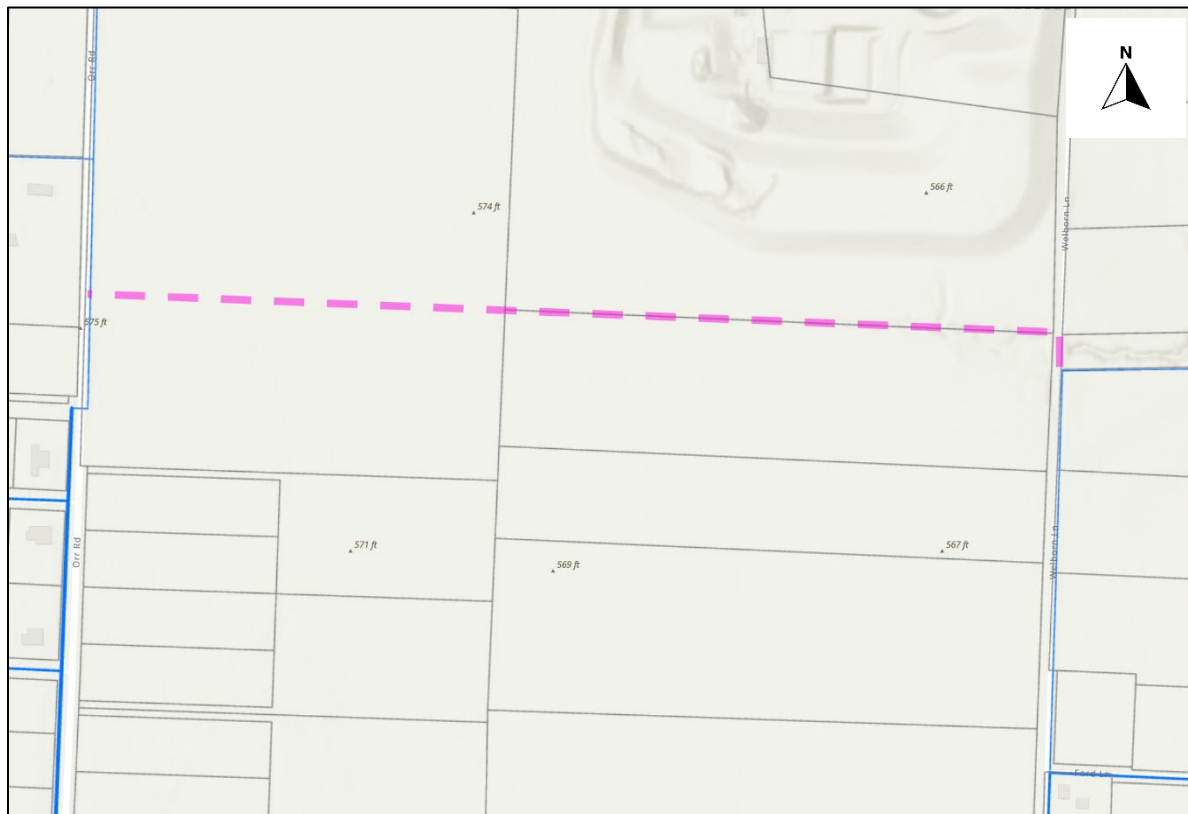 Orr Rd
N
566 ft
574 ft
Welborn Ln
575 ft
Orr Rd
571 ft
569 ft
567 ft
Welborn Ln
Ford Ln